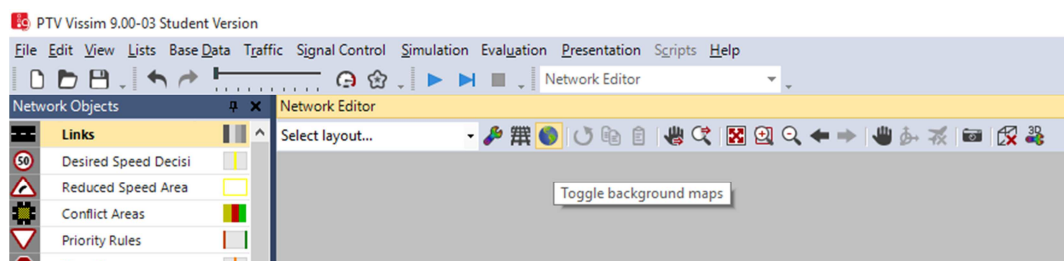 PTV Vissim 9.00-03 Student Version
File Edit View Lists Base Data Traffic Signal Control Simulation Evaluation Presentation Scripts Help
Network Editor
Network Objects
Network Editor
Links
Select layout...
3D
50
Desired Speed Decisi
Reduced Speed Area
Toggle background maps
Conflict Areas
Priority Rules